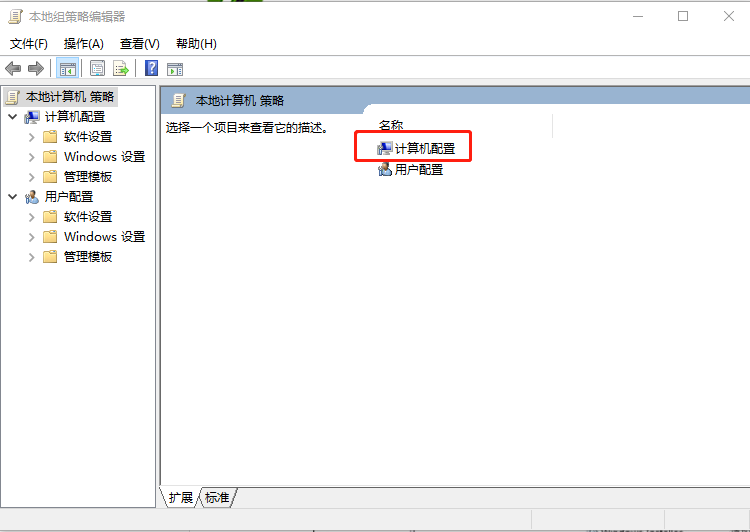 本地组策略编辑器
文件(F) 操作(A) 查看(V) 帮助(H)
本地计算机 策略
计算机配置
软件设置
Windows 设置
管理模板
用户配置
软件设置
Windows 设置
管理模板
本地计算机 策略
选择一个项目来查看它的描述。
名称
计算机配置
用户配置
扩展 标准